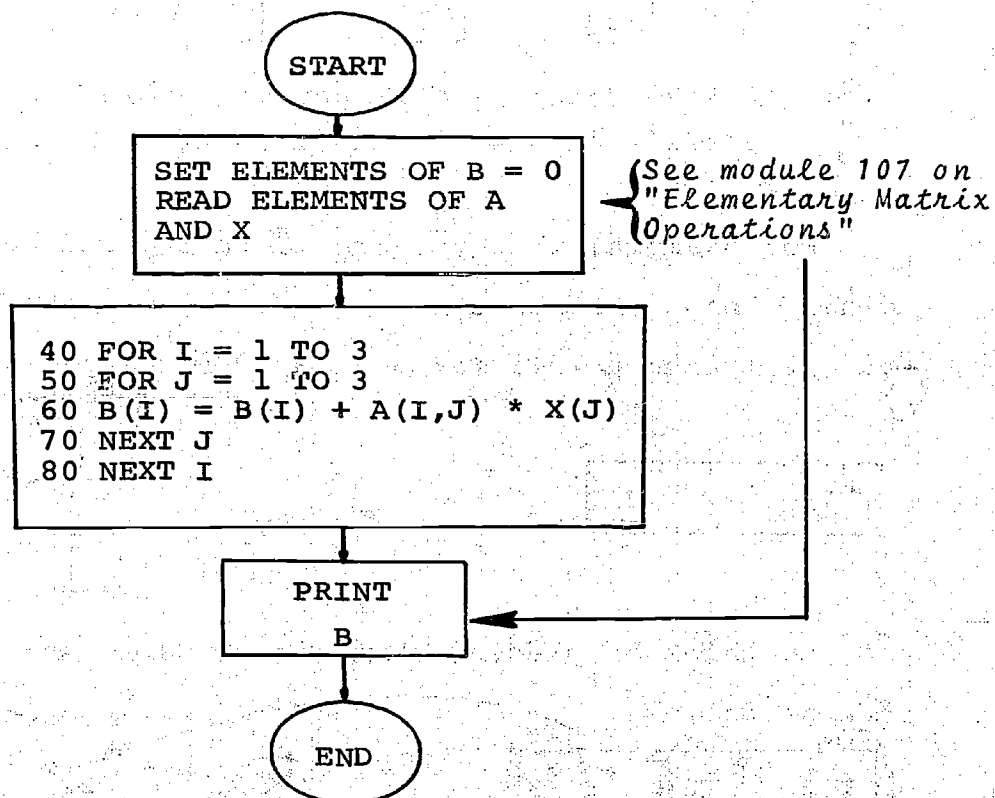 START
SET ELEMENTS OF B = 0
READ ELEMENTS OF A
AND X
See module 107 on
"Elementary Matrix
Operations"
40 FOR I = 1 TO 3
50 FOR J = 1 TO 3
60 B(I) = B(I) + A(I,J) * X(J)
70 NEXT J
80 NEXT I
PRINT
B
END